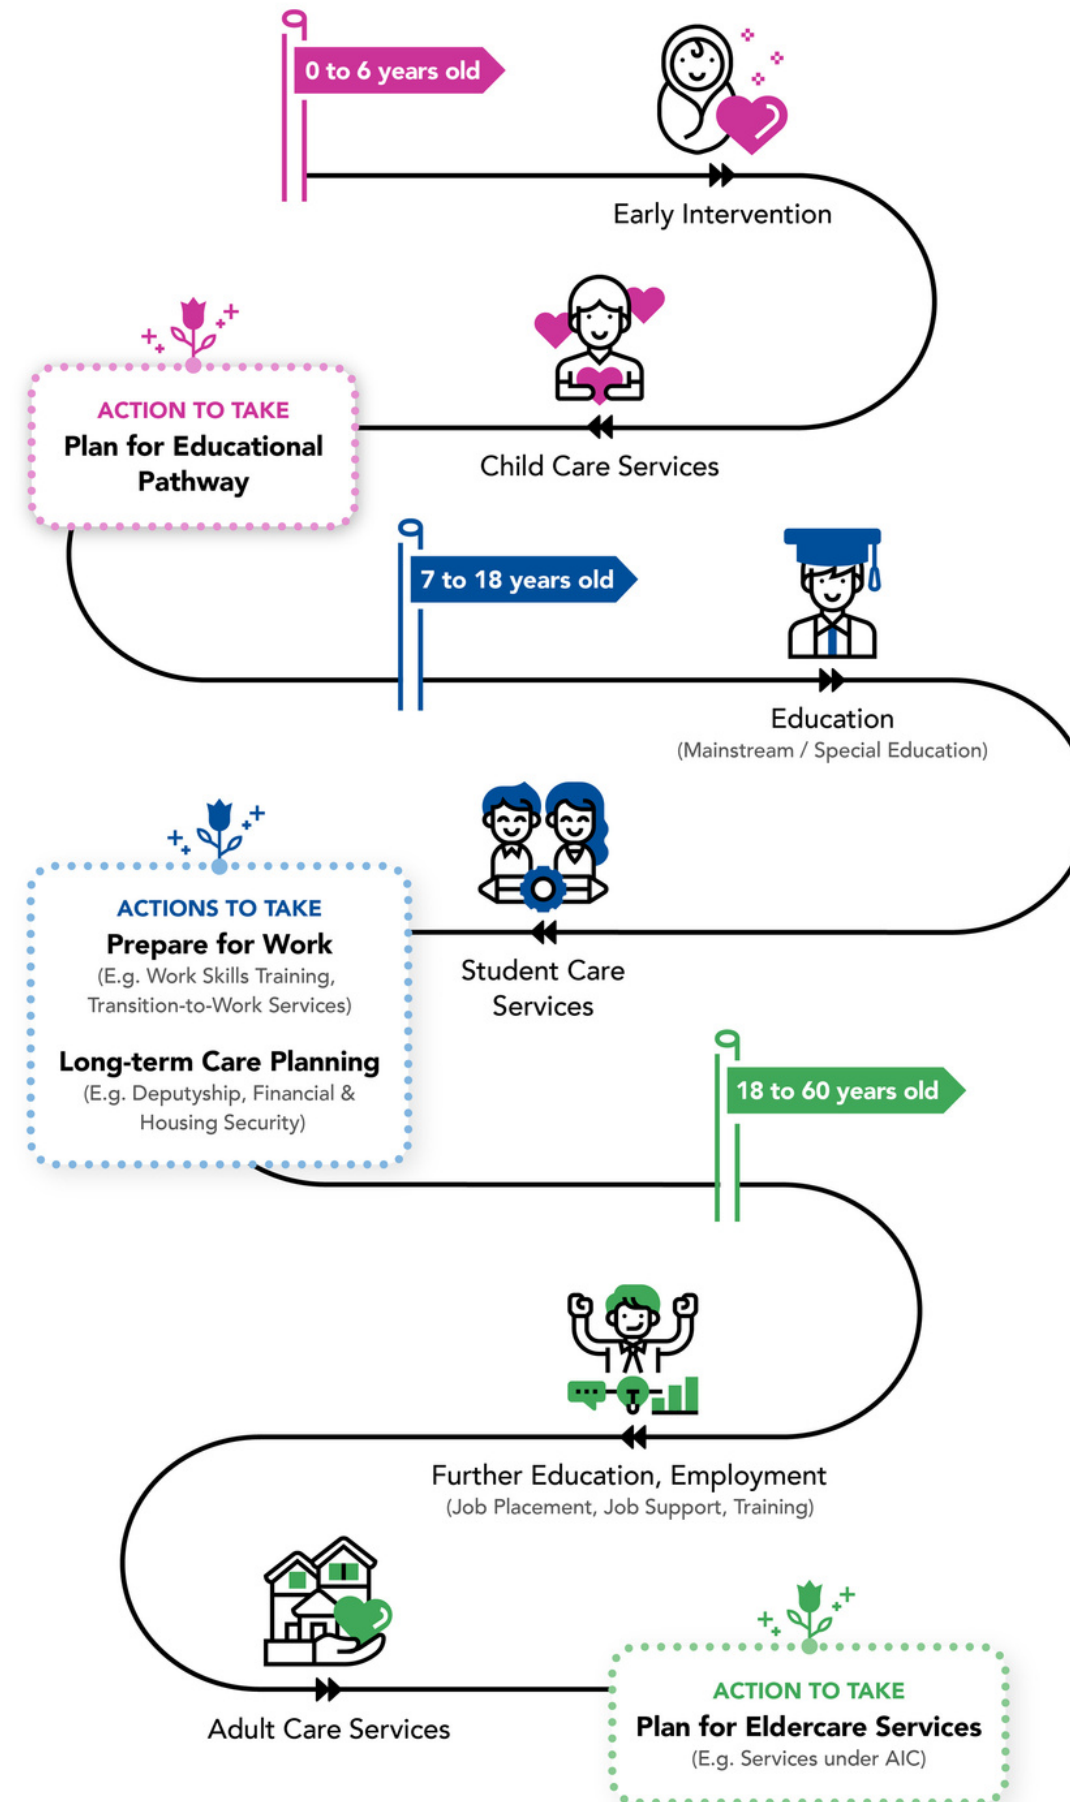 0 to 6 years old
Early Intervention
Child Care Services
ACTION TO TAKE
Plan for Educational
Pathway
7 to 18 years old
Education
(Mainstream / Special Education)
Student Care
Services
ACTIONS TO TAKE
Prepare for Work
(E.g. Work Skills Training,
Transition-to-Work Services)
Long-term Care Planning
(E.g. Deputyship, Financial &
Housing Security)
18 to 60 years old
Further Education, Employment
(Job Placement, Job Support, Training)
Adult Care Services
ACTION TO TAKE
Plan for Eldercare Services
(E.g. Services under AIC)